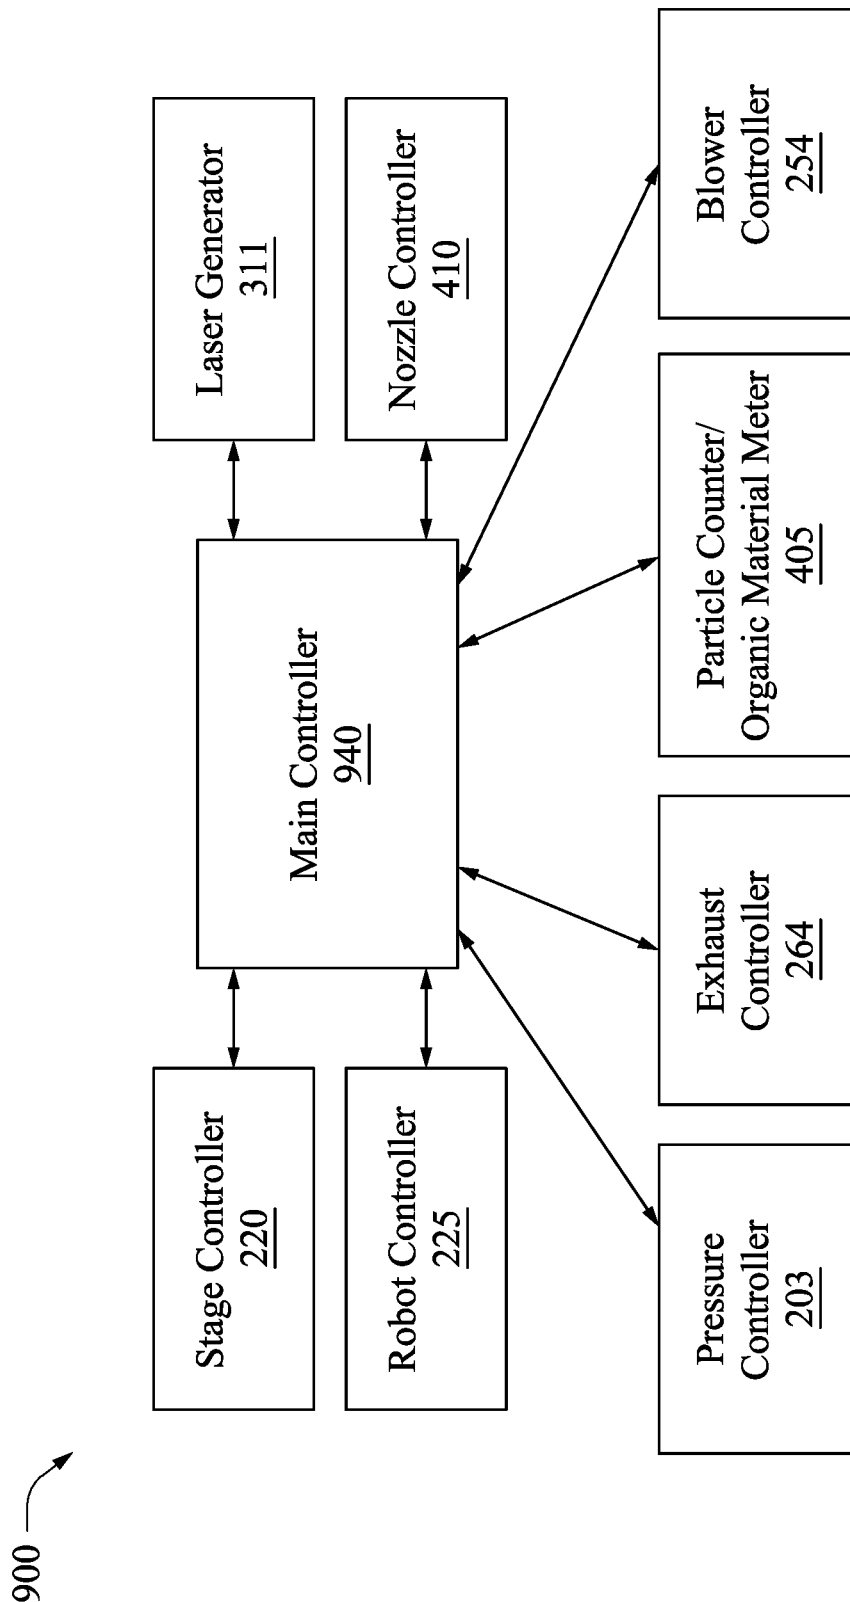 900
Stage Controller
220
Robot Controller
225
Main Controller
940
Laser Generator
311
Nozzle Controller
410
Pressure
Controller
203
Exhaust
Controller
264
Particle Counter/
Organic Material Meter
405
Blower
Controller
254